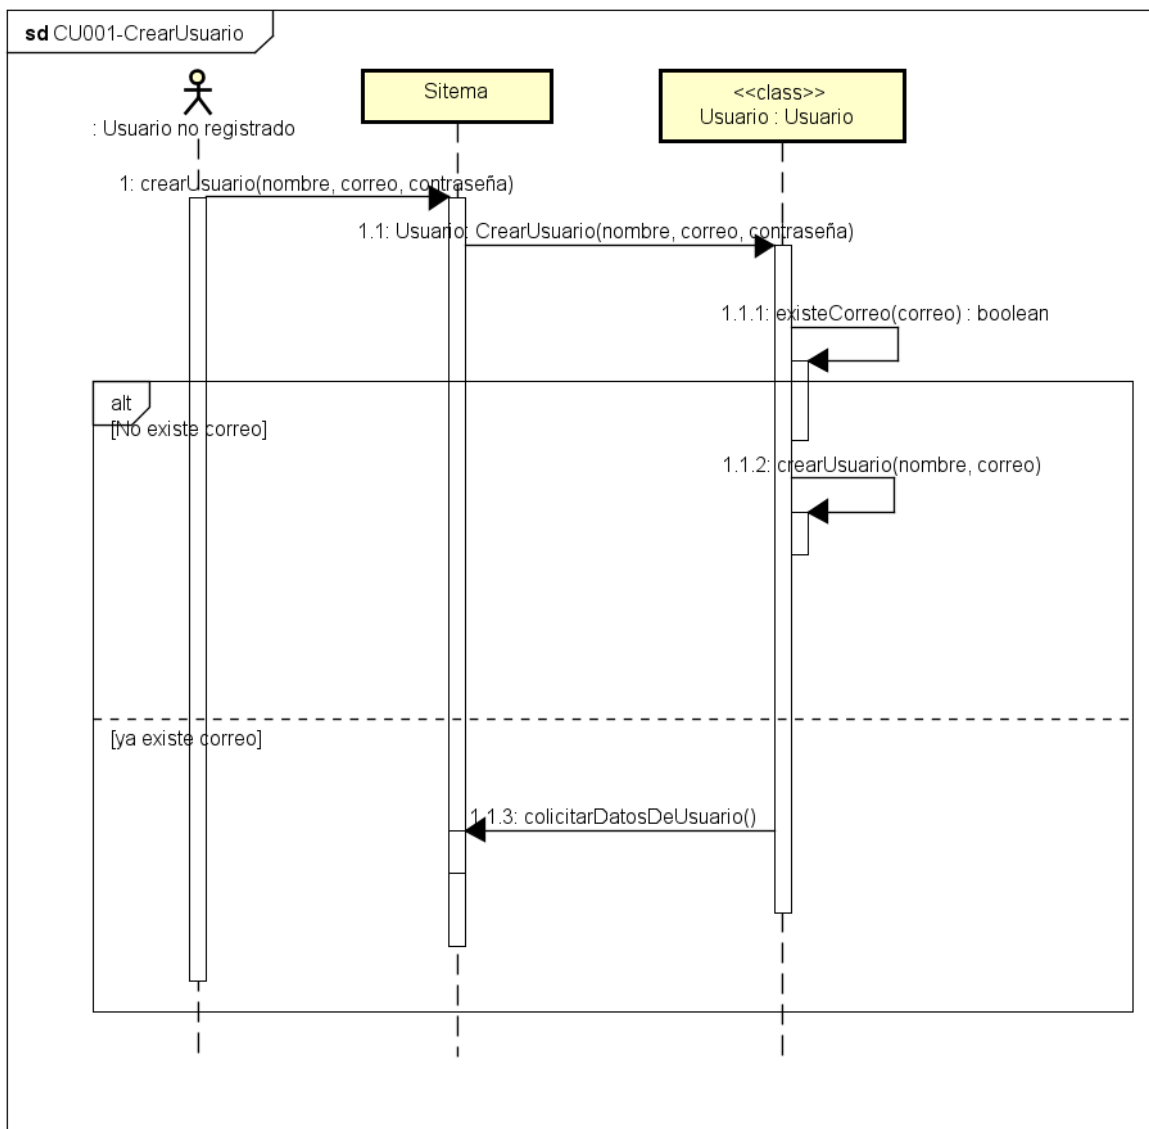 sd CU001-CrearUsuario
: Usuario no registrado
Sitema
<<class>>
Usuario : Usuario
1: crearUsuario(nombre, correo, contraseña)
1.1: Usuario: CrearUsuario(nombre, correo, contraseña)
1.1.1: existeCorreo(correo) : boolean
alt
[No existe correo]
1.1.2: crearUsuario(nombre, correo)
[ya existe correo]
1.1.3: colicitarDatosDeUsuario()